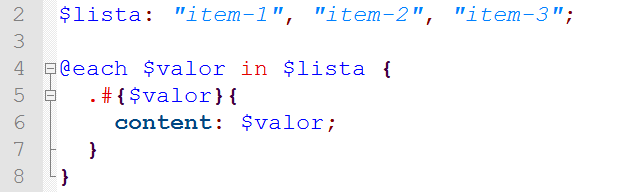 2 $lista: "item-1", "item-2", "item-3";
3
4 @each $valor in $lista {
5 .#{$valor}{
6 content: $valor;
7 }
8 }